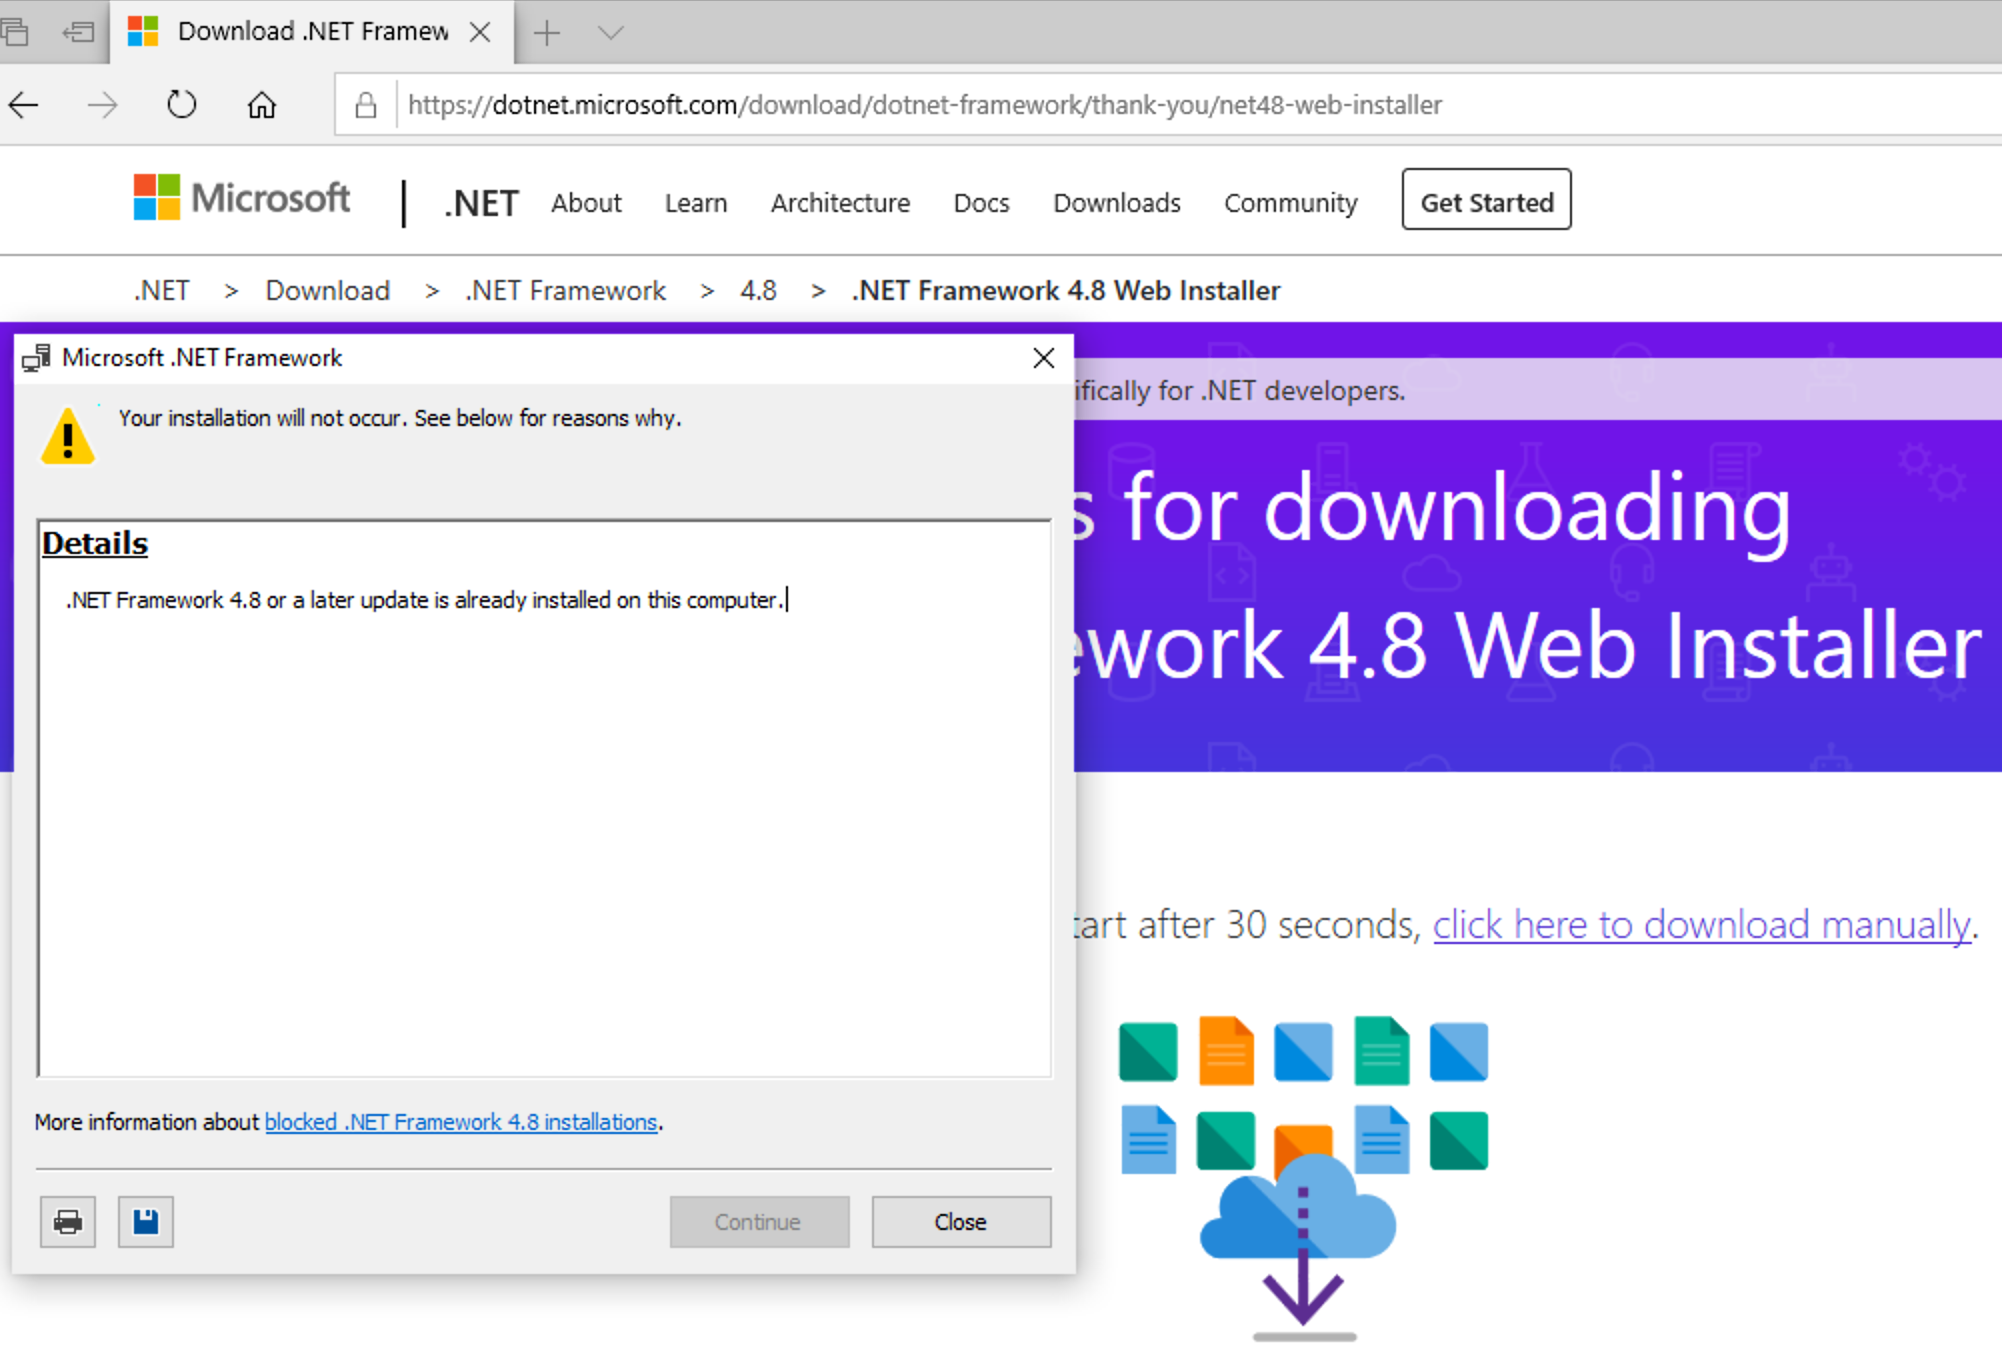 Download .NET Framew
https://dotnet.microsoft.com/download/dotnet-framework/thank-you/net48-web-installer
Microsoft | .NET About Learn Architecture Docs Downloads Community Get Started
.NET > Download > .NET Framework > 4.8 > .NET Framework 4.8 Web Installer
Microsoft .NET Framework
Your installation will not occur. See below for reasons why.
Details
.NET Framework 4.8 or a later update is already installed on this computer.
More information about blocked .NET Framework 4.8 installations.
Continue Close
ifically for .NET developers.
s for downloading
ework 4.8 Web Installer
tart after 30 seconds, click here to download manually.